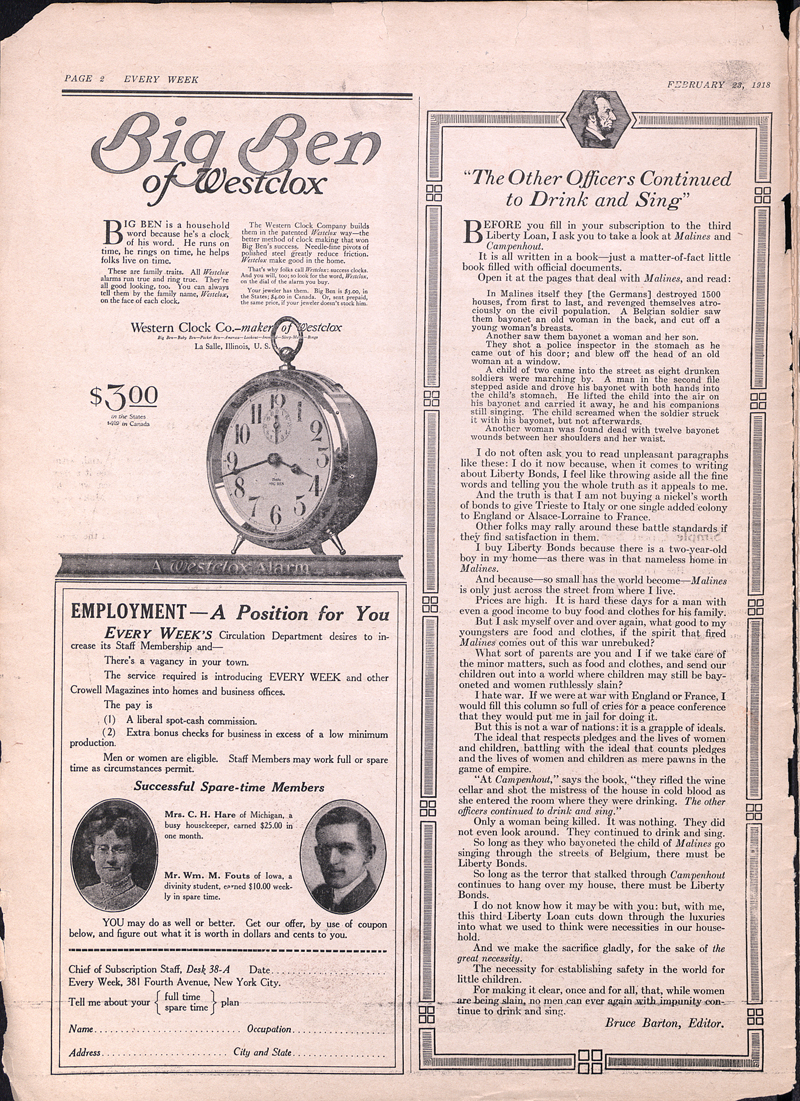 PAGE 2 EVERY WEEK
FEBRUARY 23, 1918
Big Ben
of Westclox
BIG BEN is a household
word because he's a clock
of his word. He runs on
time, he rings on time, he helps
folks live on time.
These are family traits. All Westclox
alarms run true and ring true. They're
all good looking, too. You can always
tell them by the family name, Westclox,
on the face of each clock.
The Western Clock Company builds
them in the patented Westclox way—the
better method of clock making that won
Big Ben's success. Needle-fine pivots of
polished steel greatly reduce friction.
Westclox make good in the home.
That's why folks call Westclox: success clocks.
And you will, too; so look for the word, Westclox,
on the dial of the alarm you buy.
Your jeweler has them. Big Ben is $3.00, in
the States; $4.00 in Canada. Or, sent prepaid,
the same price, if your jeweler doesn't stock him.
Western Clock Co.—makers of Westclox
La Salle, Illinois, U. S.
$3.00
in the States
$4.00 in Canada
12
1
2
3
4
5
6
7
8
9
10
11
A Westclox Alarm
EMPLOYMENT—A Position for You
EVERY WEEK'S Circulation Department desires to in-
crease its Staff Membership and—
There's a vacancy in your town.
The service required is introducing EVERY WEEK and other
Crowell Magazines into homes and business offices.
The pay is
(1) A liberal spot-cash commission.
(2) Extra bonus checks for business in excess of a low minimum
production.
Men or women are eligible. Staff Members may work full or spare
time as circumstances permit.
Successful Spare-time Members
Mrs. C. H. Hare of Michigan, a
busy housekeeper, earned $25.00 in
one month.
Mr. Wm. M. Fouts of Iowa, a
divinity student, earned $10.00 week-
ly in spare time.
YOU may do as well or better. Get our offer, by use of coupon
below, and figure out what it is worth in dollars and cents to you.
Chief of Subscription Staff, Desk 38-A Date
Every Week, 381 Fourth Avenue, New York City.
Tell me about your { full time spare time } plan
Name Occupation
Address City and State
"The Other Officers Continued
to Drink and Sing"
BEFORE you fill in your subscription to the third
Liberty Loan, I ask you to take a look at Malines and
Campenhout.
It is all written in a book—just a matter-of-fact little
book filled with official documents.
Open it at the pages that deal with Malines, and read:
In Malines itself they [the Germans] destroyed 1500
houses, from first to last, and revenged themselves atro-
ciously on the civil population. A Belgian soldier saw
them bayonet an old woman in the back, and cut off a
young woman's breasts.
Another saw them bayonet a woman and her son.
They shot a police inspector in the stomach as he
came out of his door; and blew off the head of an old
woman at a window.
A child of two came into the street as eight drunken
soldiers were marching by. A man in the second file
stepped aside and drove his bayonet with both hands into
the child's stomach. He lifted the child into the air on
his bayonet and carried it away, he and his companions
still singing. The child screamed when the soldier struck
it with his bayonet, but not afterwards.
Another woman was found dead with twelve bayonet
wounds between her shoulders and her waist.
I do not often ask you to read unpleasant paragraphs
like these: I do it now because, when it comes to writing
about Liberty Bonds, I feel like throwing aside all the fine
words and telling you the whole truth as it appeals to me.
And the truth is that I am not buying a nickel's worth
of bonds to give Trieste to Italy or one single added colony
to England or Alsace-Lorraine to France.
Other folks may rally around these battle standards if
they find satisfaction in them.
I buy Liberty Bonds because there is a two-year-old
boy in my home—as there was in that nameless home in
Malines.
And because—so small has the world become—Malines
is only just across the street from where I live.
Prices are high. It is hard these days for a man with
even a good income to buy food and clothes for his family.
But I ask myself over and over again, what good to my
youngsters are food and clothes, if the spirit that fired
Malines comes out of this war unrebuked?
What sort of parents are you and I if we take care of
the minor matters, such as food and clothes, and send our
children out into a world where children may still be bay-
oneted and women ruthlessly slain?
I hate war. If we were at war with England or France, I
would fill this column so full of cries for a peace conference
that they would put me in jail for doing it.
But this is not a war of nations: it is a grapple of ideals.
The ideal that respects pledges and the lives of women
and children, battling with the ideal that counts pledges
and the lives of women and children as mere pawns in the
game of empire.
"At Campenhout," says the book, "they rifled the wine
cellar and shot the mistress of the house in cold blood as
she entered the room where they were drinking. The other
officers continued to drink and sing."
Only a woman being killed. It was nothing. They did
not even look around. They continued to drink and sing.
So long as they who bayoneted the child of Malines go
singing through the streets of Belgium, there must be
Liberty Bonds.
So long as the terror that stalked through Campenhout
continues to hang over my house, there must be Liberty
Bonds.
I do not know how it may be with you: but, with me,
this third Liberty Loan cuts down through the luxuries
into what we used to think were necessities in our house-
hold.
And we make the sacrifice gladly, for the sake of the
great necessity.
The necessity for establishing safety in the world for
little children.
For making it clear, once and for all, that, while women
are being slain, no men can ever again with impunity con-
tinue to drink and sing.
Bruce Barton, Editor.